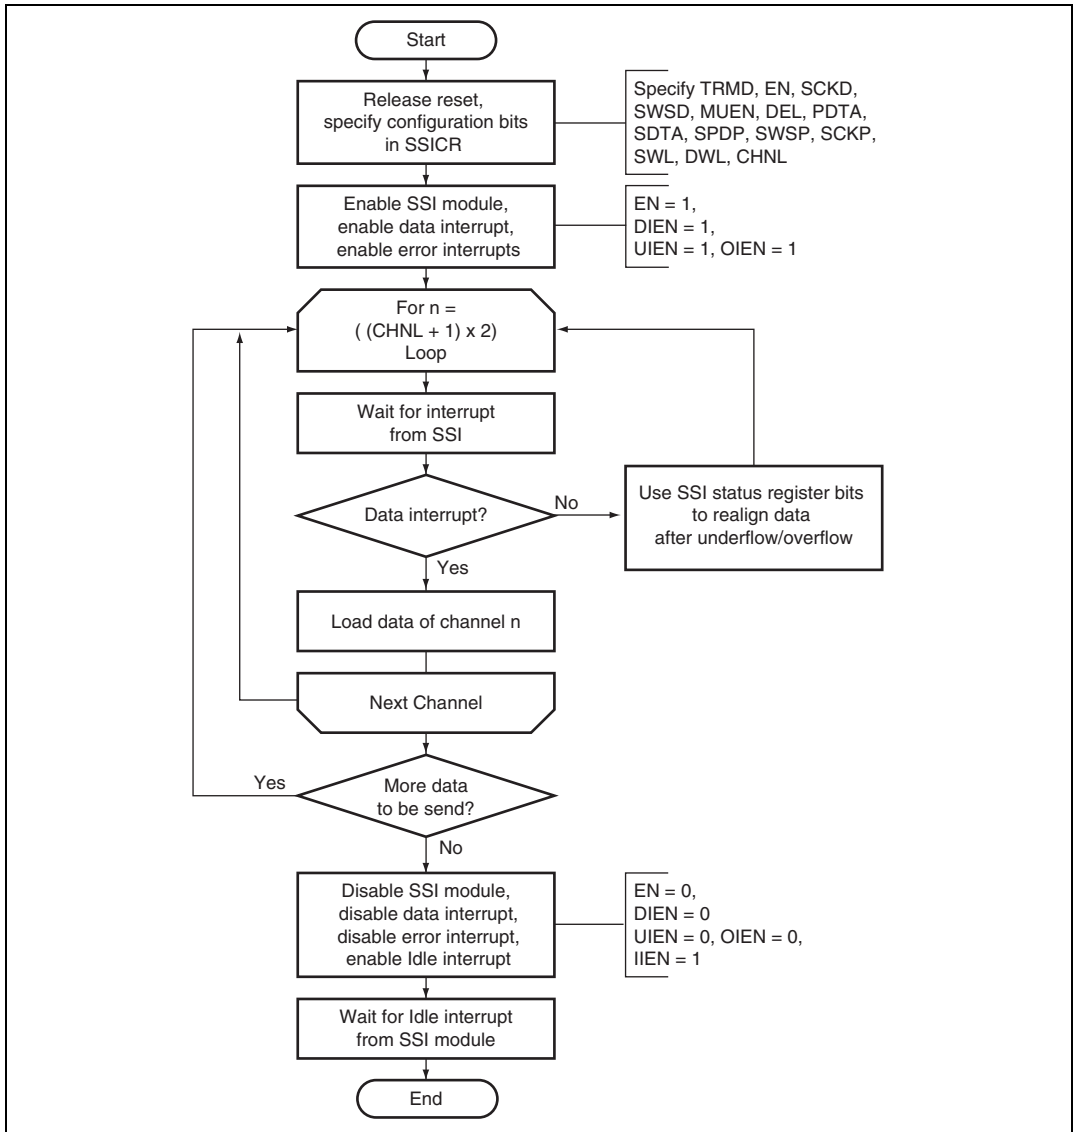 Start
Release reset,
specify configuration bits
in SSICR
Specify TRMD, EN, SCKD,
SWSD, MUEN, DEL, PDTA,
SDTA, SPDP, SWSP, SCKP,
SWL, DWL, CHNL
Enable SSI module,
enable data interrupt,
enable error interrupts
EN = 1,
DIEN = 1,
UIEN = 1, OIEN = 1
For n =
( (CHNL + 1) x 2)
Loop
Wait for interrupt
from SSI
Data interrupt?
No
Use SSI status register bits
to realign data
after underflow/overflow
Yes
Load data of channel n
Next Channel
Yes
More data
to be send?
No
Disable SSI module,
disable data interrupt,
disable error interrupt,
enable Idle interrupt
EN = 0,
DIEN = 0
UIEN = 0, OIEN = 0,
IIEN = 1
Wait for Idle interrupt
from SSI module
End